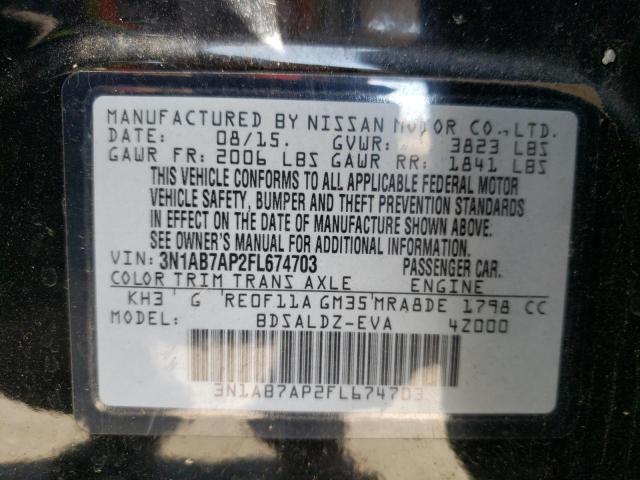 MANUFACTURED BY NISSAN MOTOR CO.,LTD.
DATE: 08/15. GVWR: 3823 LBS
GAWR FR: 2006 LBS GAWR RR: 1841 LBS
THIS VEHICLE CONFORMS TO ALL APPLICABLE FEDERAL MOTOR
VEHICLE SAFETY, BUMPER AND THEFT PREVENTION STANDARDS
IN EFFECT ON THE DATE OF MANUFACTURE SHOWN ABOVE.
SEE OWNER'S MANUAL FOR ADDITIONAL INFORMATION.
VIN: 3N1AB7AP2FL674703 PASSENGER CAR.
COLOR TRIM TRANS AXLE ENGINE
KH3 G RE0F11A GM35 MRA8DE 1798 CC
MODEL: BDSALDZ-EVA 4Z000
3N1AB7AP2FL674703